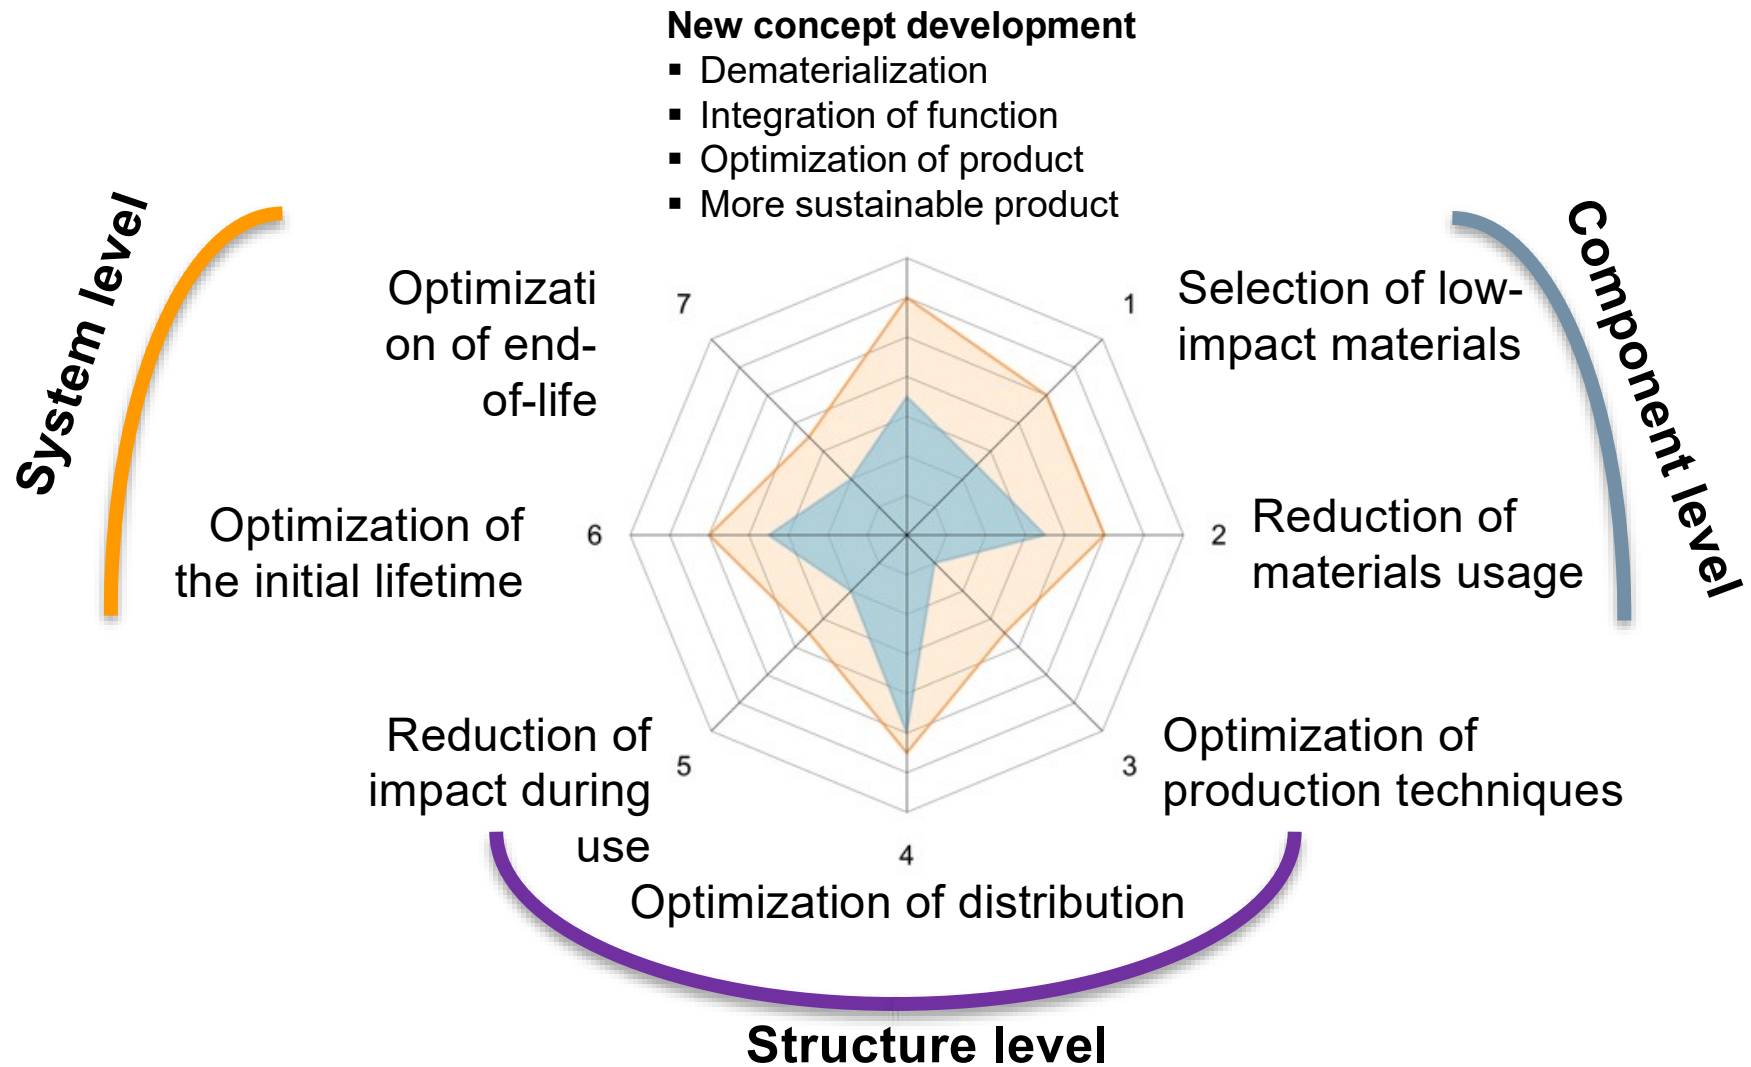 New concept development
▪ Dematerialization
▪ Integration of function
▪ Optimization of product
▪ More sustainable product
System level
Component level
Optimizati
on of end-
of-life
7
1
Selection of low-
impact materials
Optimization of
the initial lifetime
6
2
Reduction of
materials usage
Reduction of
impact during
use
5
3
Optimization of
production techniques
4
Optimization of distribution
Structure level